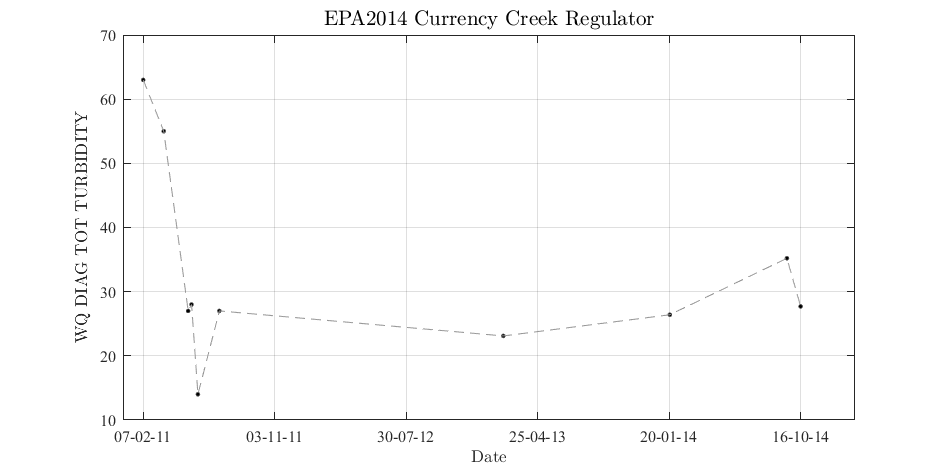 EPA2014 Currency Creek Regulator
70
60
50
40
30
20
10
WQ DIAG TOT TURBIDITY
07-02-11 03-11-11 30-07-12 25-04-13 20-01-14 16-10-14
Date